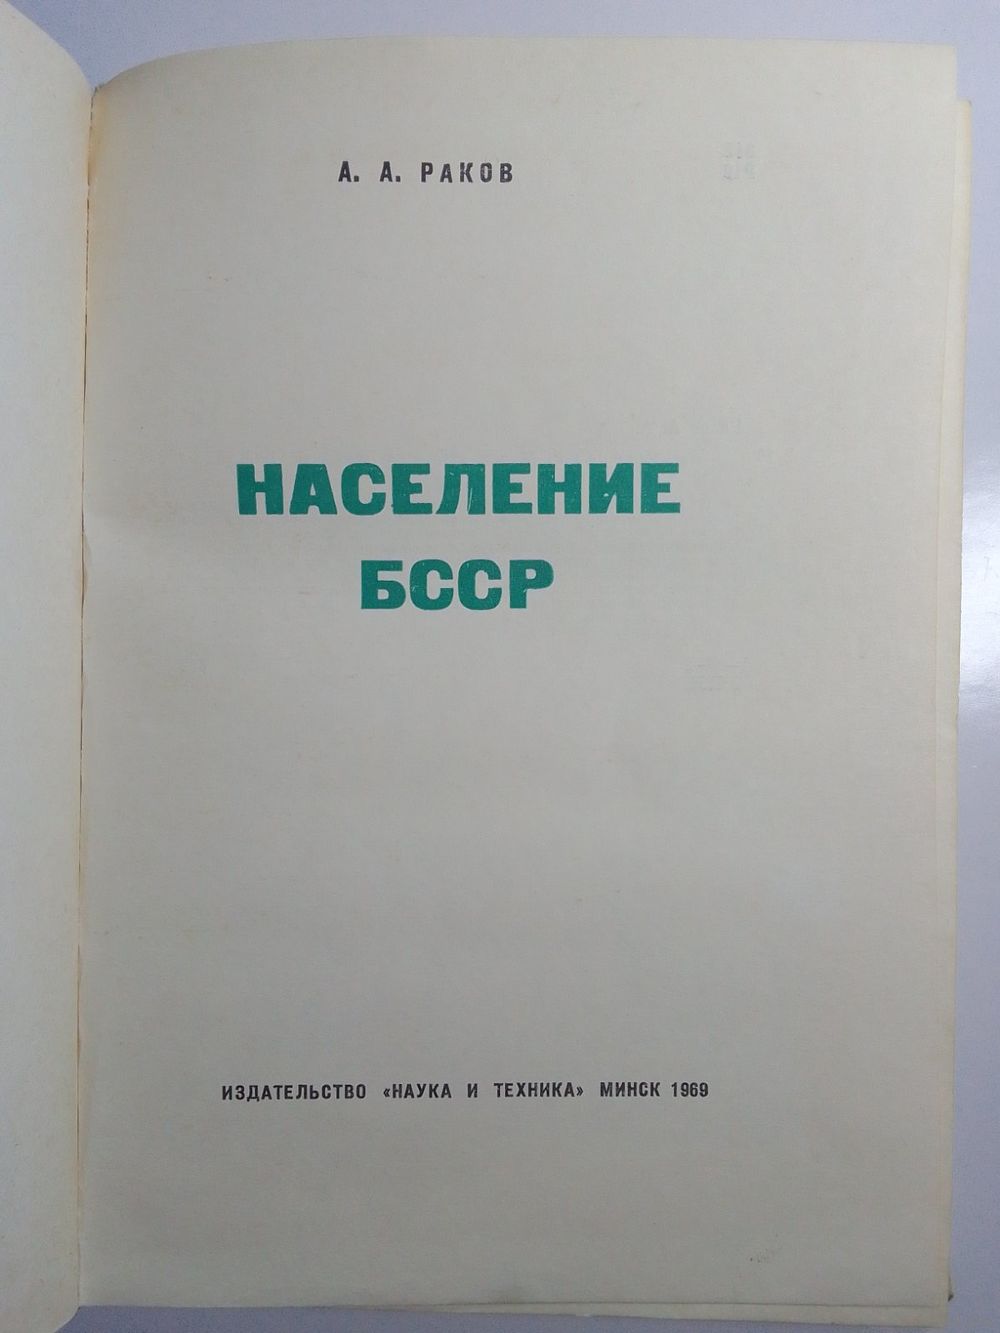 А. А. РАКОВ
НАСЕЛЕНИЕ
БССР
ИЗДАТЕЛЬСТВО «НАУКА И ТЕХНИКА» МИНСК 1969